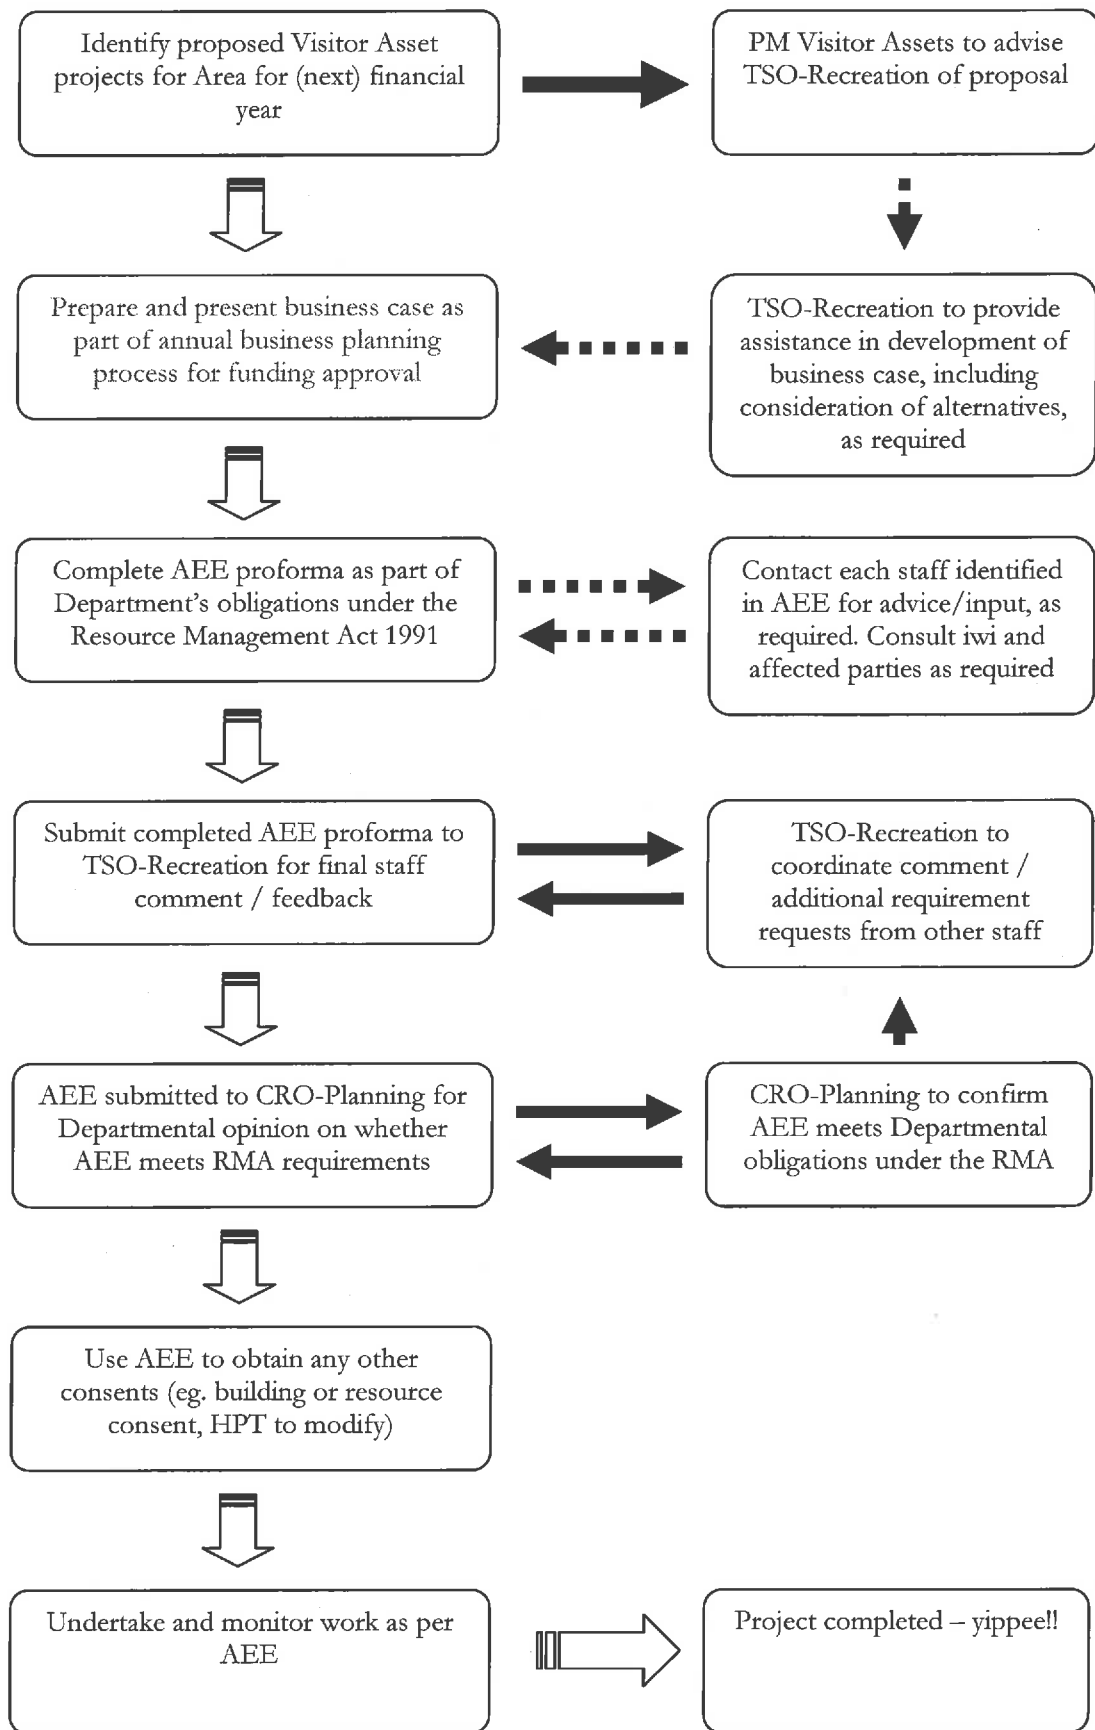 Identify proposed Visitor Asset
projects for Area for (next) financial
year
PM Visitor Assets to advise
TSO-Recreation of proposal
Prepare and present business case as
part of annual business planning
process for funding approval
TSO-Recreation to provide
assistance in development of
business case, including
consideration of alternatives,
as required
Complete AEE proforma as part of
Department's obligations under the
Resource Management Act 1991
Contact each staff identified
in AEE for advice/input, as
required. Consult iwi and
affected parties as required
Submit completed AEE proforma to
TSO-Recreation for final staff
comment / feedback
TSO-Recreation to
coordinate comment /
additional requirement
requests from other staff
AEE submitted to CRO-Planning for
Departmental opinion on whether
AEE meets RMA requirements
CRO-Planning to confirm
AEE meets Departmental
obligations under the RMA
Use AEE to obtain any other
consents (eg. building or resource
consent, HPT to modify)
Undertake and monitor work as per
AEE
Project completed – yippee!!